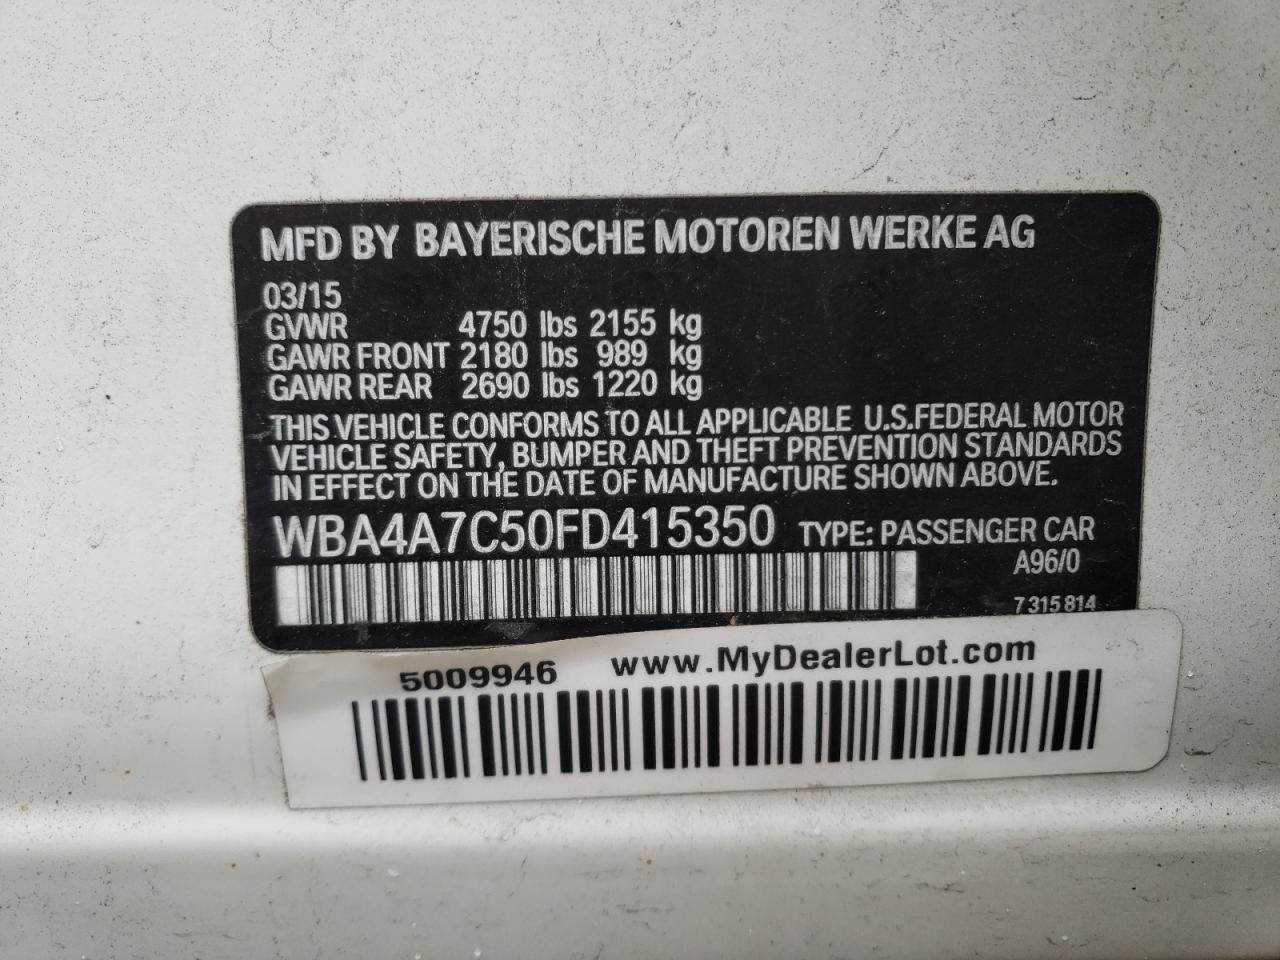 MFD BY BAYERISCHE MOTOREN WERKE AG
03/15
GVWR 4750 lbs 2155 kg
GAWR FRONT 2180 lbs 989 kg
GAWR REAR 2690 lbs 1220 kg
THIS VEHICLE CONFORMS TO ALL APPLICABLE U.S.FEDERAL MOTOR
VEHICLE SAFETY, BUMPER AND THEFT PREVENTION STANDARDS
IN EFFECT ON THE DATE OF MANUFACTURE SHOWN ABOVE.
WBA4A7C50FD415350 TYPE: PASSENGER CAR
A96/0
7 315 814
5009946 www.MyDealerLot.com